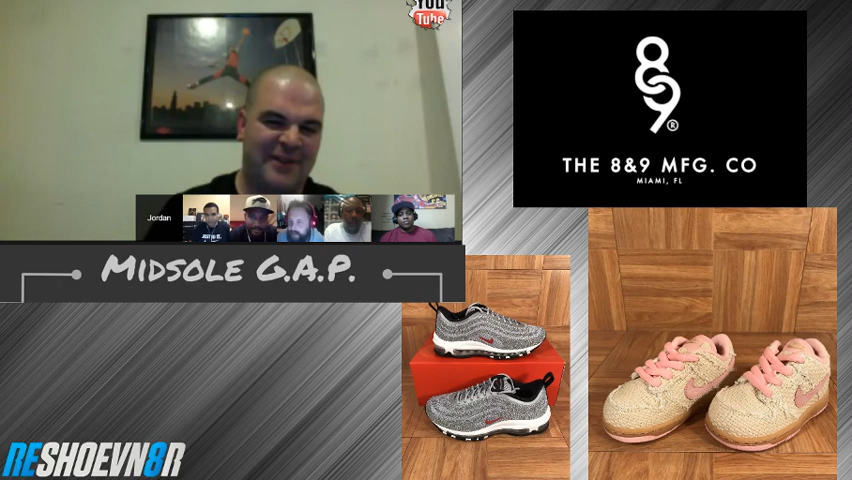 You
Tube
Jordan
MIDSOLE G.A.P.
RESHOEVN8R
8&9®
THE 8&9 MFG. CO
MIAMI, FL